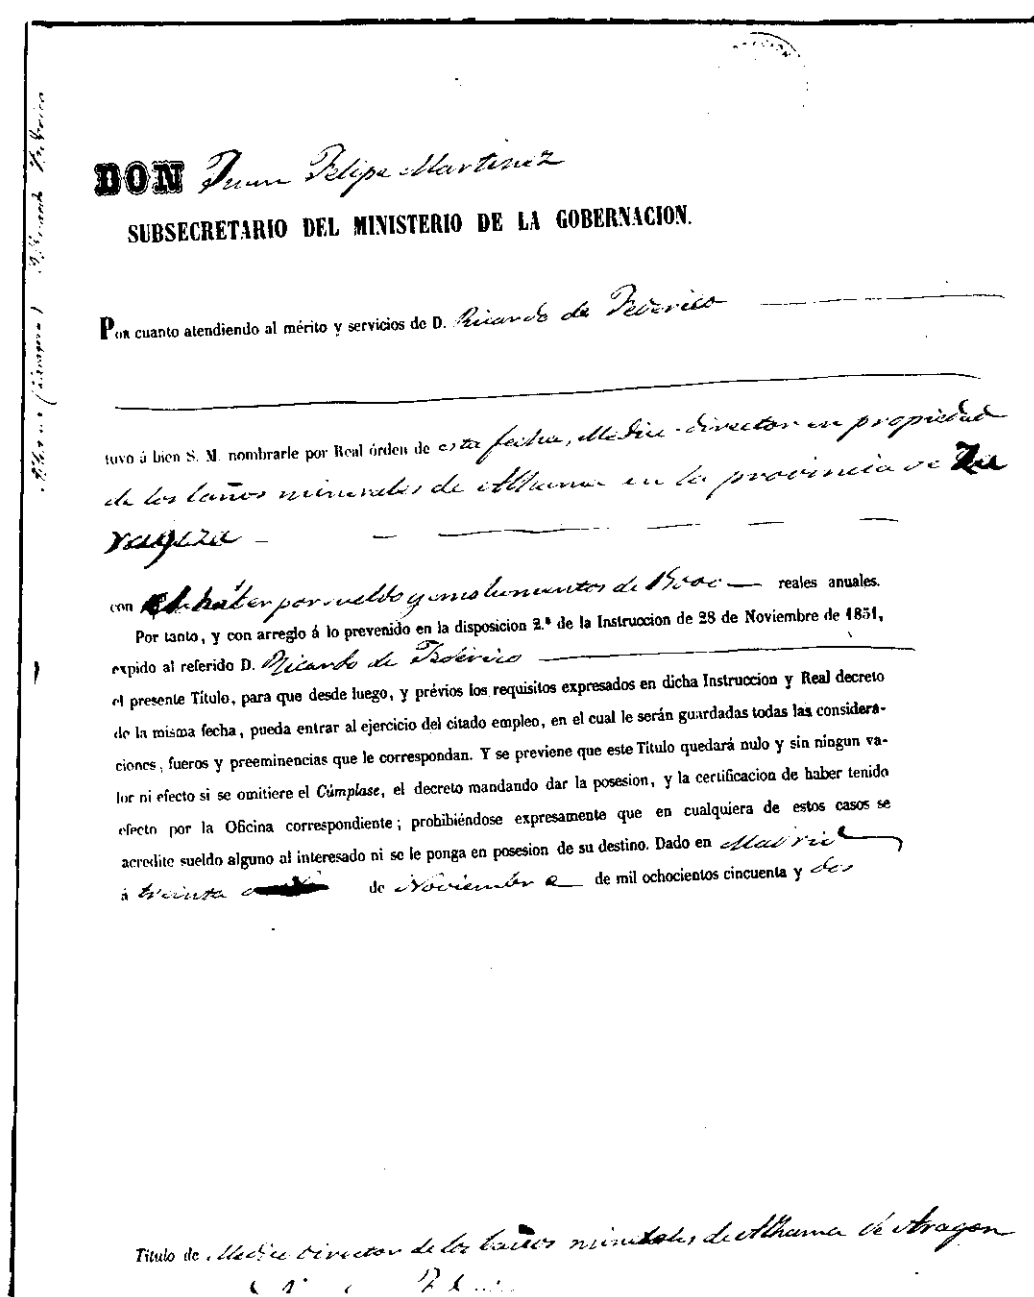 DON Juan Felipe Martinez
SUBSECRETARIO DEL MINISTERIO DE LA GOBERNACION.
Por cuanto atendiendo al mérito y servicios de D. Ricardo de Federico
tuvo á bien S. M. nombrarle por Real órden de esta fecha, Medico-director en propiedad
de los baños minerales de Alhama en la provincia de Za
ragoza
con el haber por sueldo y emolumentos de reales anuales.
Por tanto, y con arreglo á lo prevenido en la disposicion 2.ª de la Instruccion de 28 de Noviembre de 1851,
expido al referido D. Ricardo de Federico
el presente Título, para que desde luego, y prévios los requisitos expresados en dicha Instruccion y Real decreto
de la misma fecha, pueda entrar al ejercicio del citado empleo, en el cual le serán guardadas todas las considera-
ciones, fueros y preeminencias que le correspondan. Y se previene que este Título quedará nulo y sin ningun va-
lor ni efecto si se omitiere el Cúmplase, el decreto mandando dar la posesion, y la certificacion de haber tenido
efecto por la Oficina correspondiente; prohibiéndose expresamente que en cualquiera de estos casos se
acredite sueldo alguno al interesado ni se le ponga en posesion de su destino. Dado en Madrid
á treinta de Noviembre de mil ochocientos cincuenta y dos
Título de Medico Director de los baños minerales de Alhama de Aragon